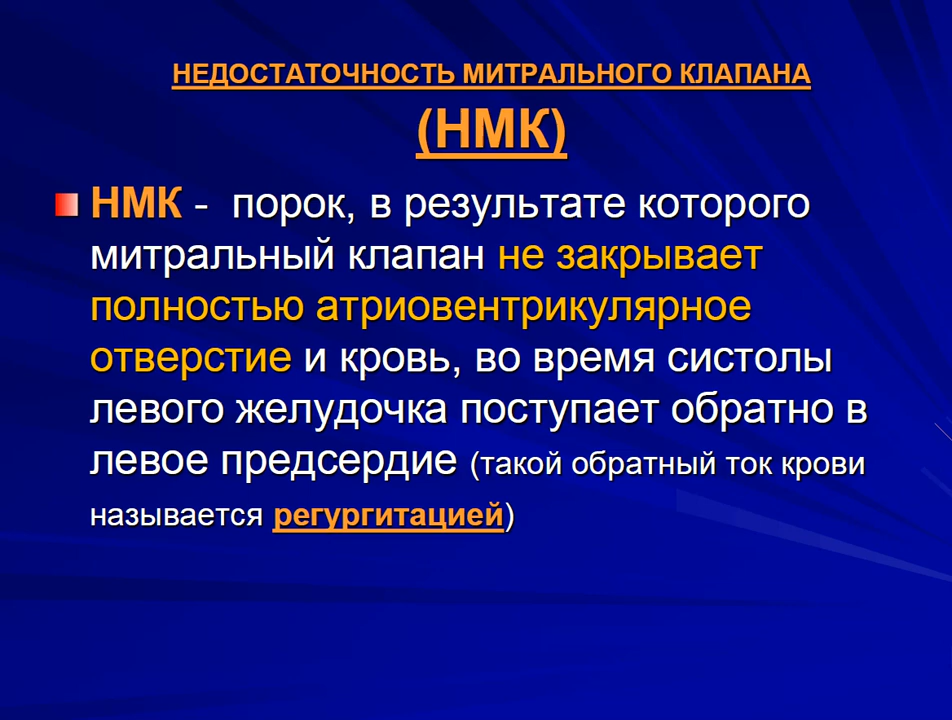 НЕДОСТАТОЧНОСТЬ МИТРАЛЬНОГО КЛАПАНА
(НМК)
НМК - порок, в результате которого
митральный клапан не закрывает
полностью атриовентрикулярное
отверстие и кровь, во время систолы
левого желудочка поступает обратно в
левое предсердие (такой обратный ток крови
называется регургитацией)